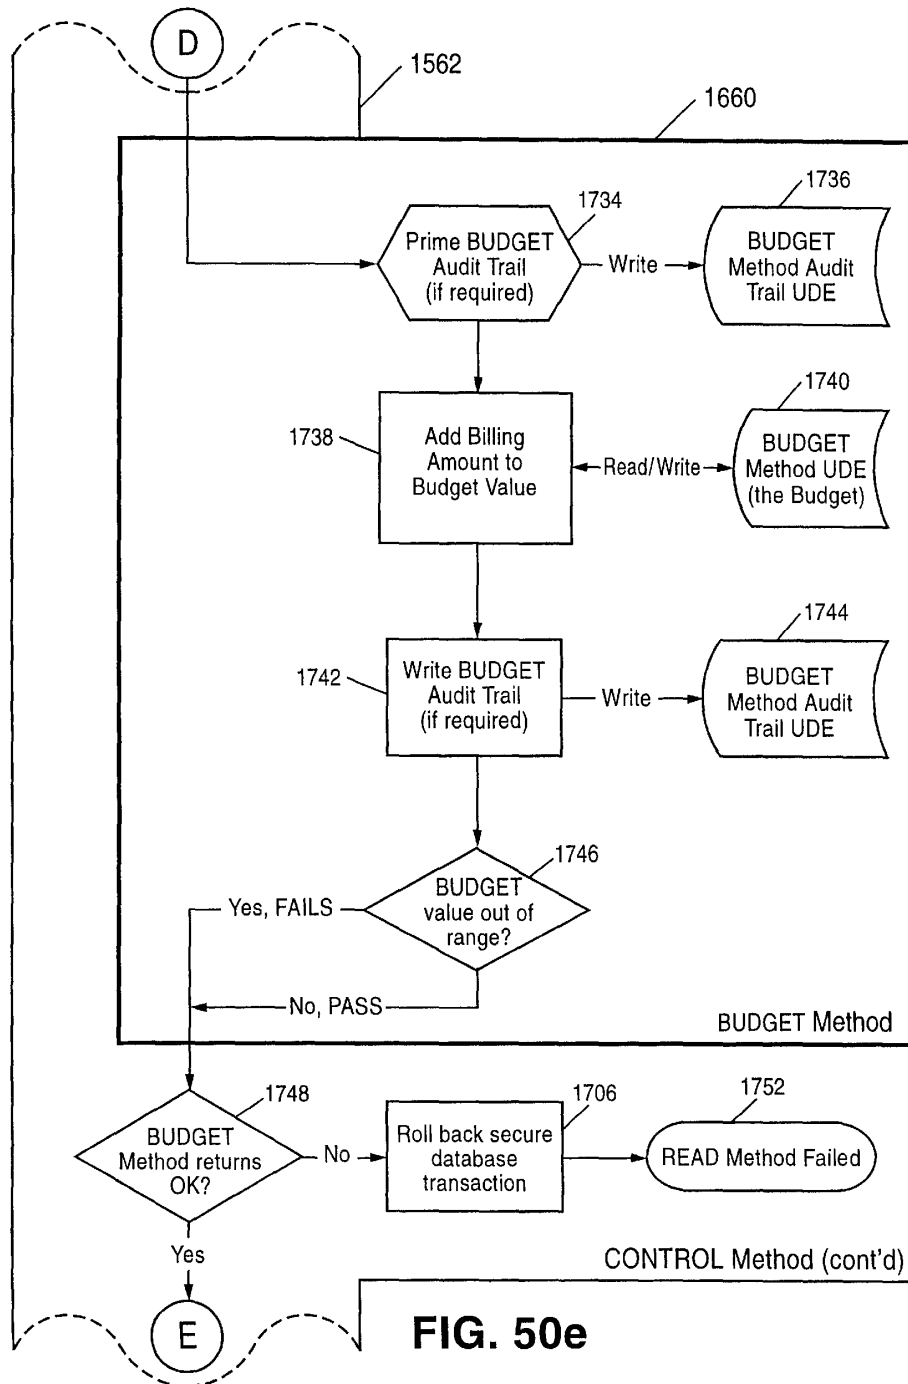 D
1562
1660
1734
Prime BUDGET
Audit Trail
(if required)
Write
1736
BUDGET
Method Audit
Trail UDE
1738
Add Billing
Amount to
Budget Value
Read/Write
1740
BUDGET
Method UDE
(the Budget)
1742
Write BUDGET
Audit Trail
(if required)
Write
1744
BUDGET
Method Audit
Trail UDE
1746
BUDGET
value out of
range?
Yes, FAILS
No, PASS
BUDGET Method
1748
BUDGET
Method returns
OK?
No
1706
Roll back secure
database
transaction
1752
READ Method Failed
Yes
CONTROL Method (cont'd)
E
FIG. 50e